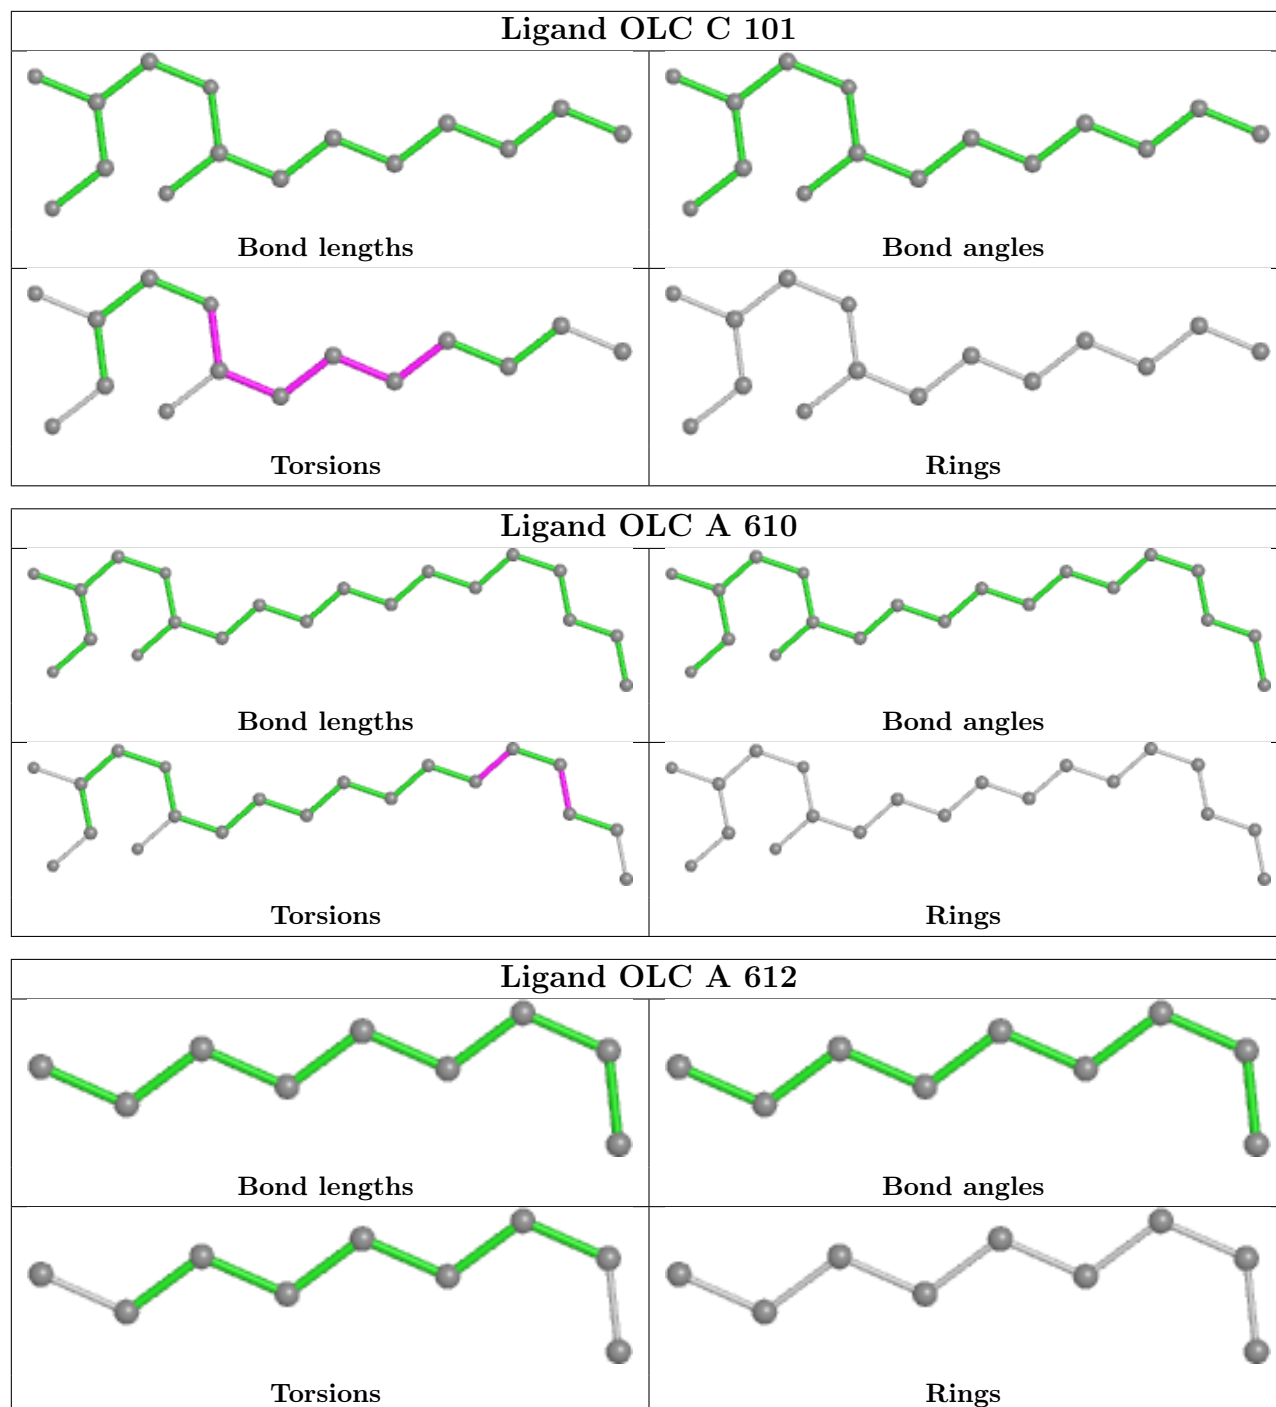 Ligand OLC C 101
Bond lengths
Bond angles
Torsions
Rings
Ligand OLC A 610
Bond lengths
Bond angles
Torsions
Rings
Ligand OLC A 612
Bond lengths
Bond angles
Torsions
Rings